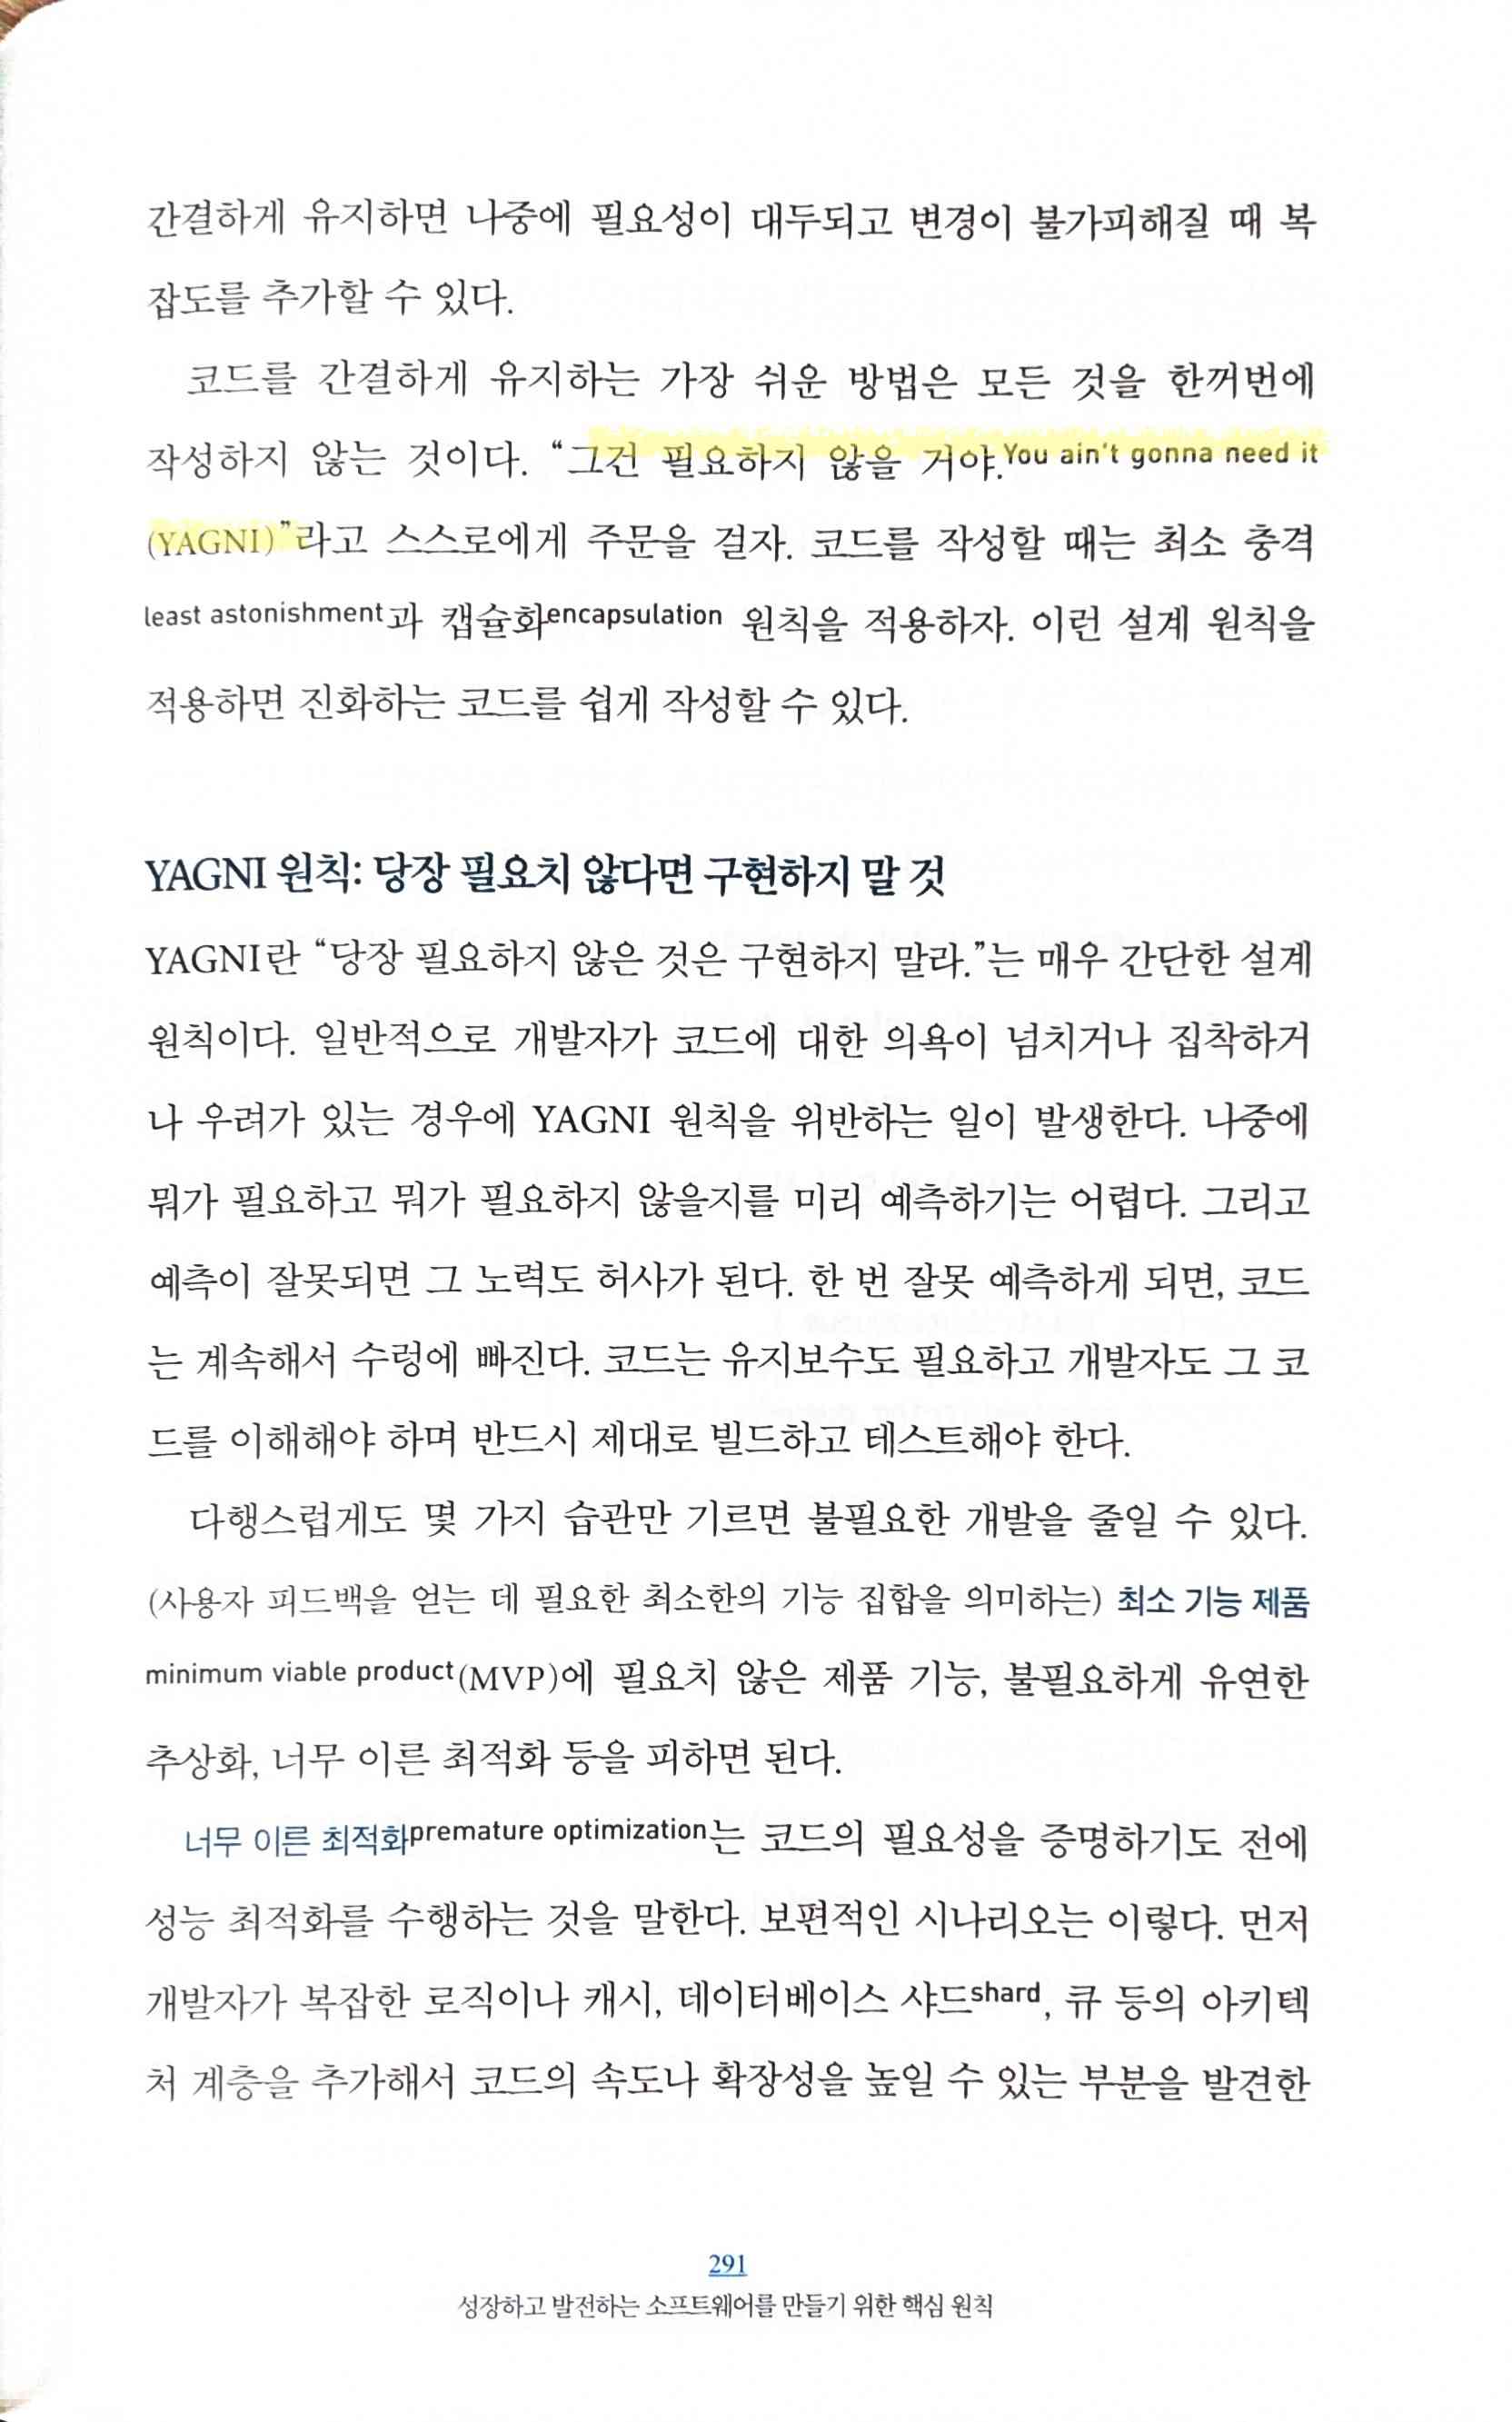 간결하게 유지하면 나중에 필요성이 대두되고 변경이 불가피해질 때 복
잡도를 추가할 수 있다.
코드를 간결하게 유지하는 가장 쉬운 방법은 모든 것을 한꺼번에
작성하지 않는 것이다. “그건 필요하지 않을 거야.You ain't gonna need it
(YAGNI)”라고 스스로에게 주문을 걸자. 코드를 작성할 때는 최소 충격
least astonishment과 캡슐화encapsulation 원칙을 적용하자. 이런 설계 원칙을
적용하면 진화하는 코드를 쉽게 작성할 수 있다.
YAGNI 원칙: 당장 필요치 않다면 구현하지 말 것
YAGNI란 “당장 필요하지 않은 것은 구현하지 말라.”는 매우 간단한 설계
원칙이다. 일반적으로 개발자가 코드에 대한 의욕이 넘치거나 집착하거
나 우려가 있는 경우에 YAGNI 원칙을 위반하는 일이 발생한다. 나중에
뭐가 필요하고 뭐가 필요하지 않을지를 미리 예측하기는 어렵다. 그리고
예측이 잘못되면 그 노력도 허사가 된다. 한 번 잘못 예측하게 되면, 코드
는 계속해서 수렁에 빠진다. 코드는 유지보수도 필요하고 개발자도 그 코
드를 이해해야 하며 반드시 제대로 빌드하고 테스트해야 한다.
다행스럽게도 몇 가지 습관만 기르면 불필요한 개발을 줄일 수 있다.
(사용자 피드백을 얻는 데 필요한 최소한의 기능 집합을 의미하는) 최소 기능 제품
minimum viable product(MVP)에 필요치 않은 제품 기능, 불필요하게 유연한
추상화, 너무 이른 최적화 등을 피하면 된다.
너무 이른 최적화premature optimization는 코드의 필요성을 증명하기도 전에
성능 최적화를 수행하는 것을 말한다. 보편적인 시나리오는 이렇다. 먼저
개발자가 복잡한 로직이나 캐시, 데이터베이스 샤드shard, 큐 등의 아키텍
처 계층을 추가해서 코드의 속도나 확장성을 높일 수 있는 부분을 발견한
291
성장하고 발전하는 소프트웨어를 만들기 위한 핵심 원칙